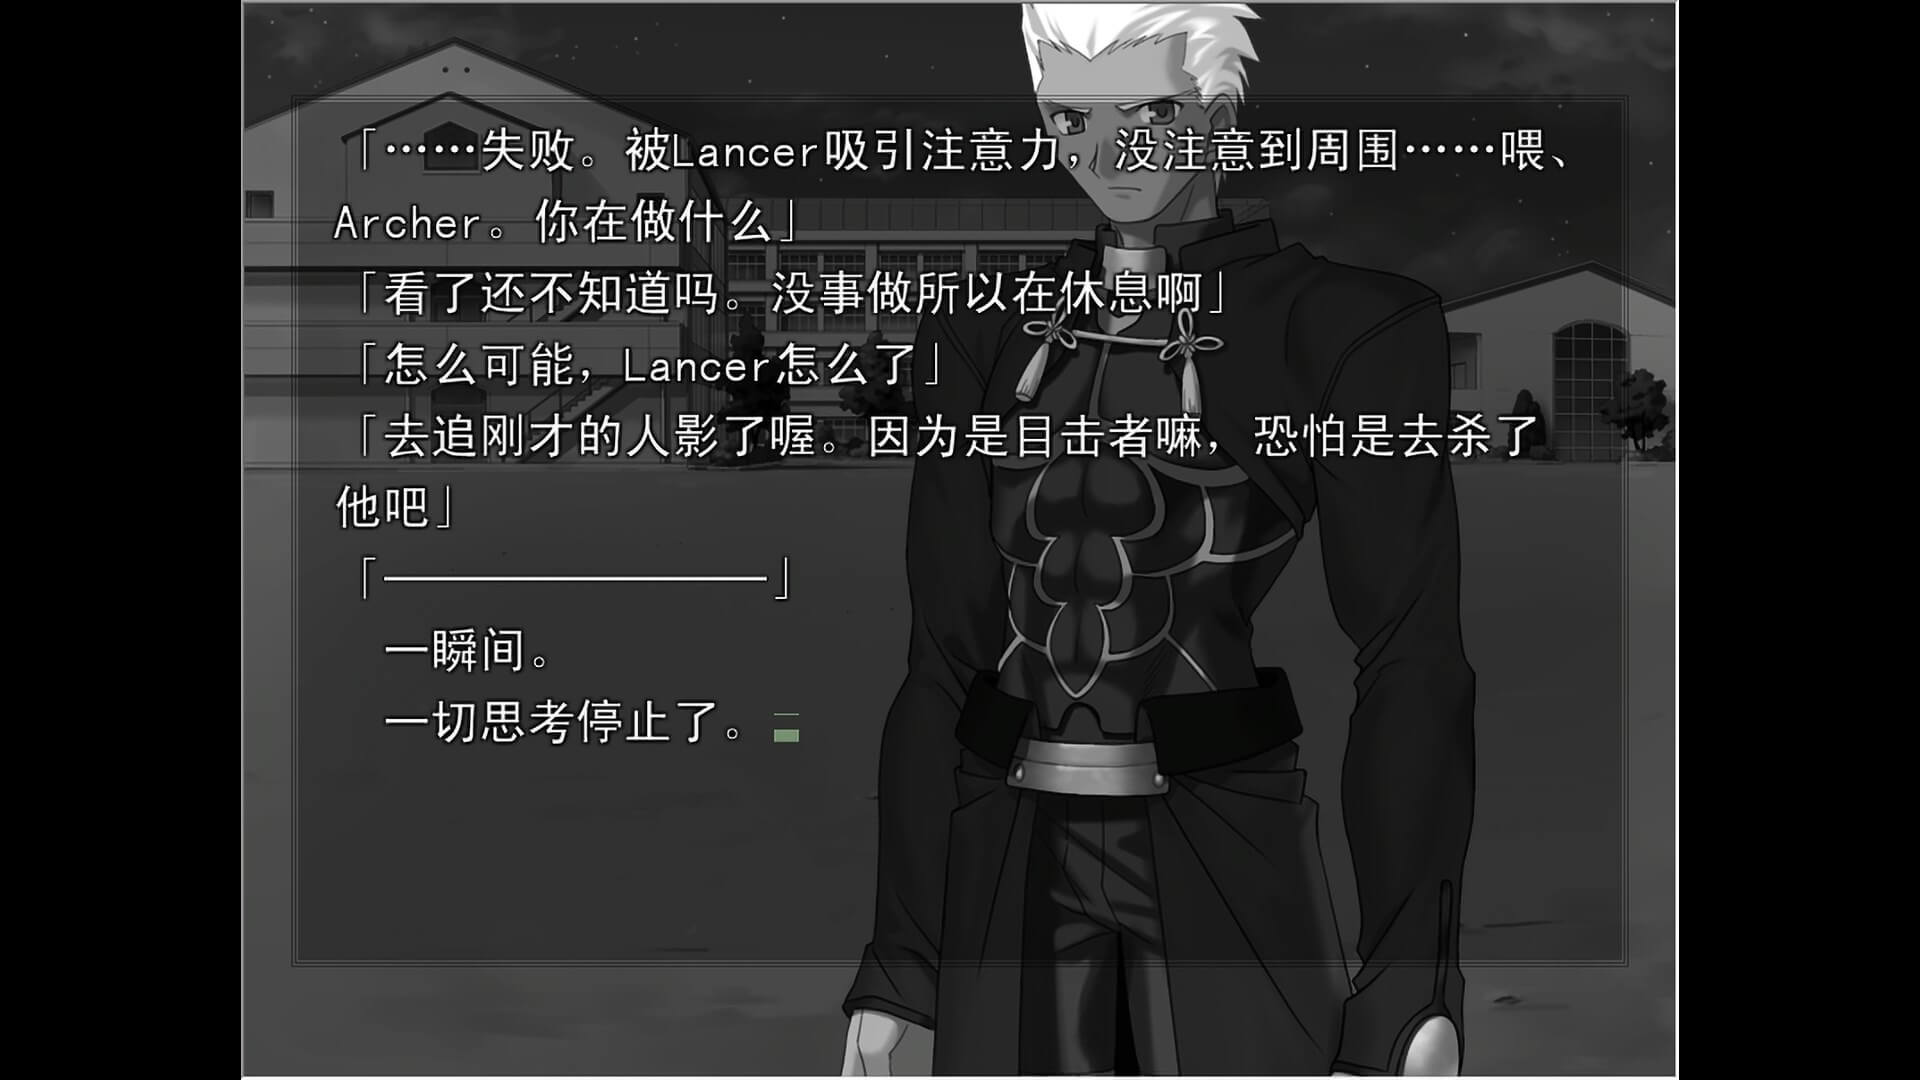 「……失败。被Lancer吸引注意力，没注意到周围……喂、
Archer。你在做什么」
「看了还不知道吗。没事做所以在休息啊」
「怎么可能，Lancer怎么了」
「去追刚才的人影了喔。因为是目击者嘛，恐怕是去杀了
他吧」
「————————」
一瞬间。
一切思考停止了。